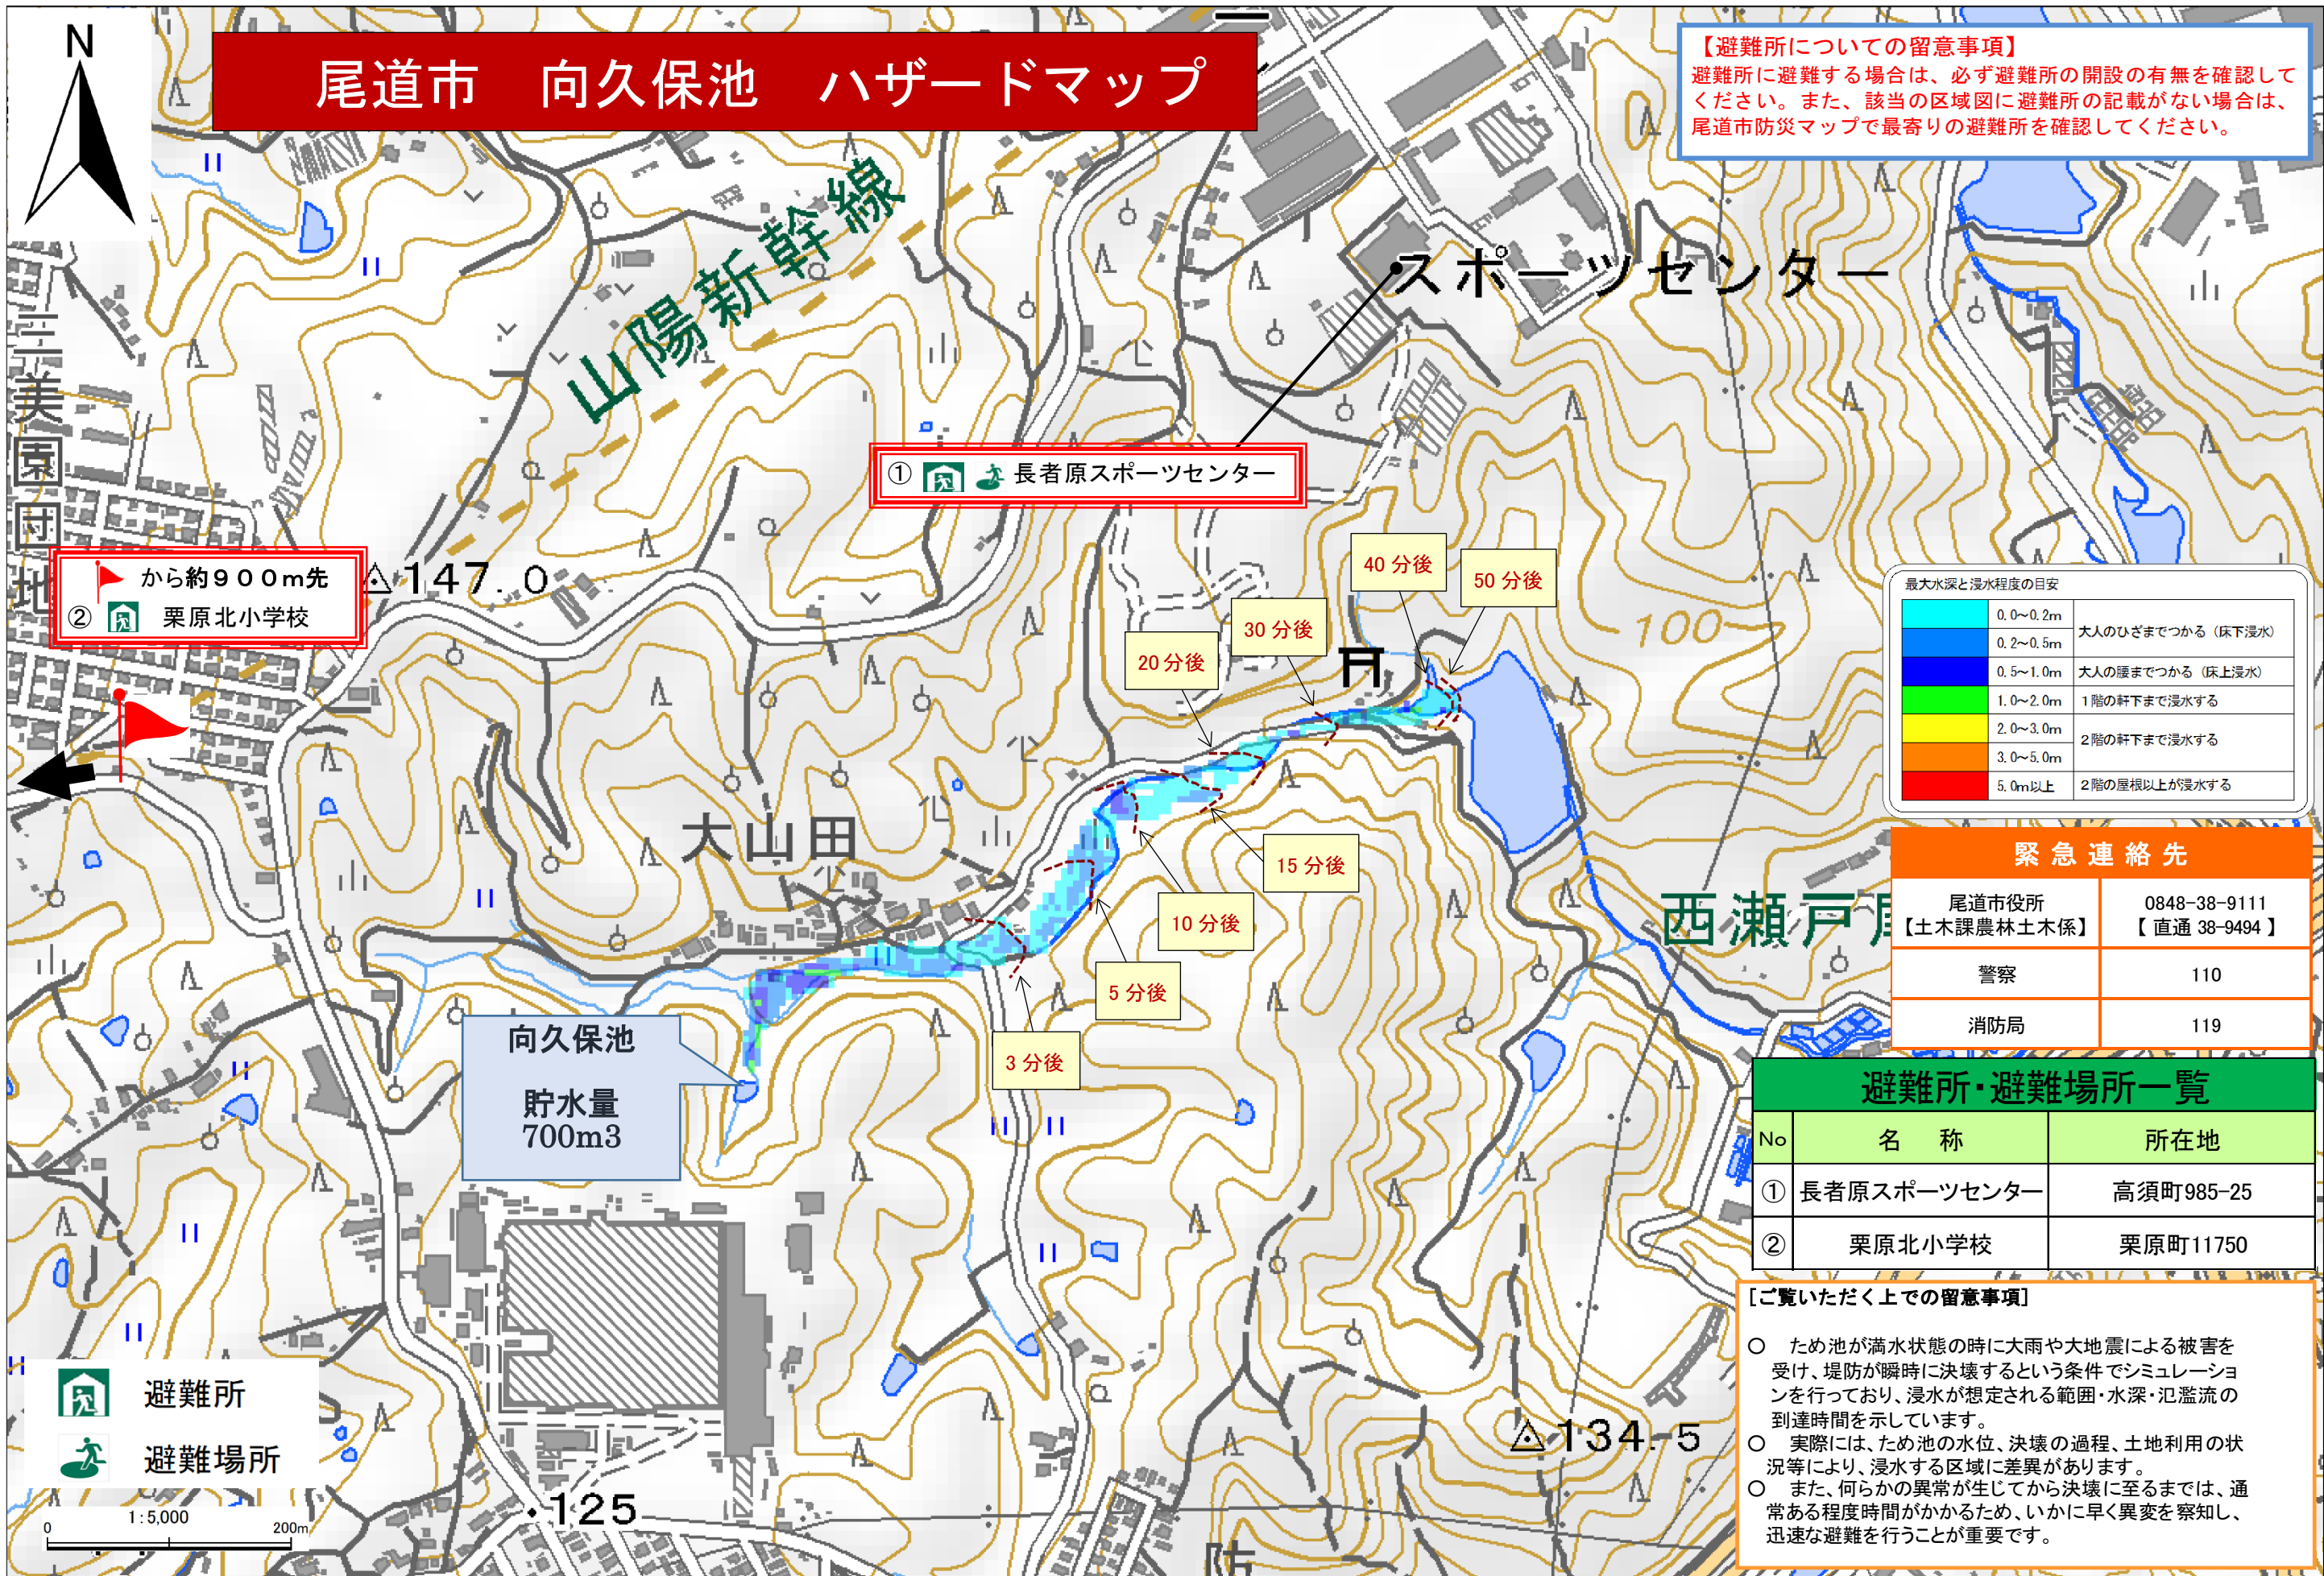 N
尾道市　向久保池　ハザードマップ
【避難所についての留意事項】
避難所に避難する場合は、必ず避難所の開設の有無を確認して
ください。また、該当の区域図に避難所の記載がない場合は、
尾道市防災マップで最寄りの避難所を確認してください。
山陽新幹線
スポーツセンター
三美園団地
① 長者原スポーツセンター
から約９００ｍ先
② 栗原北小学校
147.0
40 分後
50 分後
30 分後
20 分後
100
大山田
15 分後
10 分後
5 分後
3 分後
向久保池
貯水量
700m3
西瀬戸尾
最大水深と浸水程度の目安
0.0～0.2m
大人のひざまでつかる（床下浸水）
0.2～0.5m
0.5～1.0m 大人の腰までつかる（床上浸水）
1.0～2.0m 1階の軒下まで浸水する
2.0～3.0m
2階の軒下まで浸水する
3.0～5.0m
5.0m以上 2階の屋根以上が浸水する
緊急連絡先
尾道市役所 0848-38-9111
【土木課農林土木係】 【 直通 38-9494 】
警察 110
消防局 119
避難所・避難場所一覧
No 名　称 所在地
① 長者原スポーツセンター 高須町985-25
② 栗原北小学校 栗原町11750
[ご覧いただく上での留意事項]
○　ため池が満水状態の時に大雨や大地震による被害を
受け、堤防が瞬時に決壊するという条件でシミュレーショ
ンを行っており、浸水が想定される範囲・水深・氾濫流の
到達時間を示しています。
○　実際には、ため池の水位、決壊の過程、土地利用の状
況等により、浸水する区域に差異があります。
○　また、何らかの異常が生じてから決壊に至るまでは、通
常ある程度時間がかかるため、いかに早く異変を察知し、
迅速な避難を行うことが重要です。
134.5
125
避難所
避難場所
1:5,000
0 200m